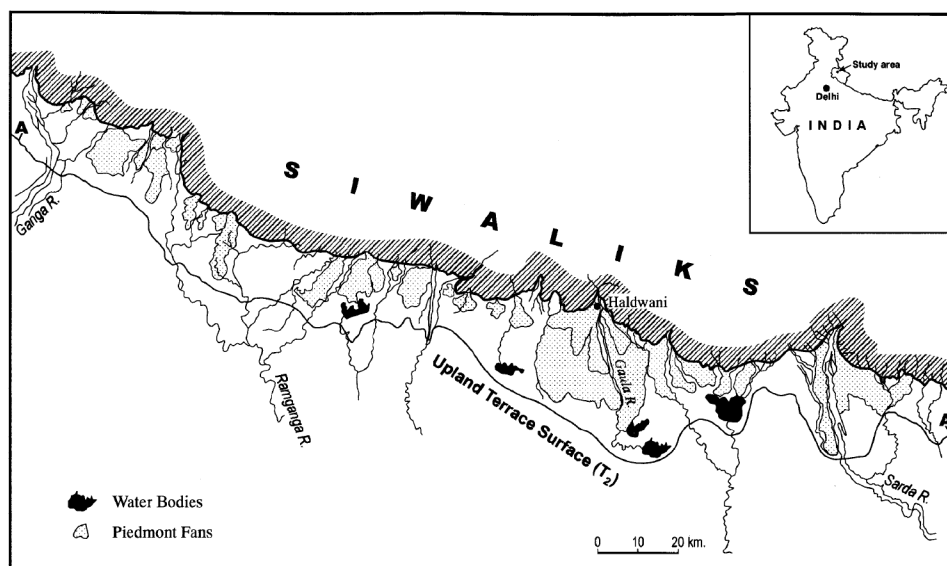 Study area
Delhi
INDIA
A
SIWALIKS
Ganga R.
Haldwani
Gaula R.
Ramganga R.
Upland Terrace Surface (T2)
Sarda R.
Water Bodies
Piedmont Fans
0 10 20 km.